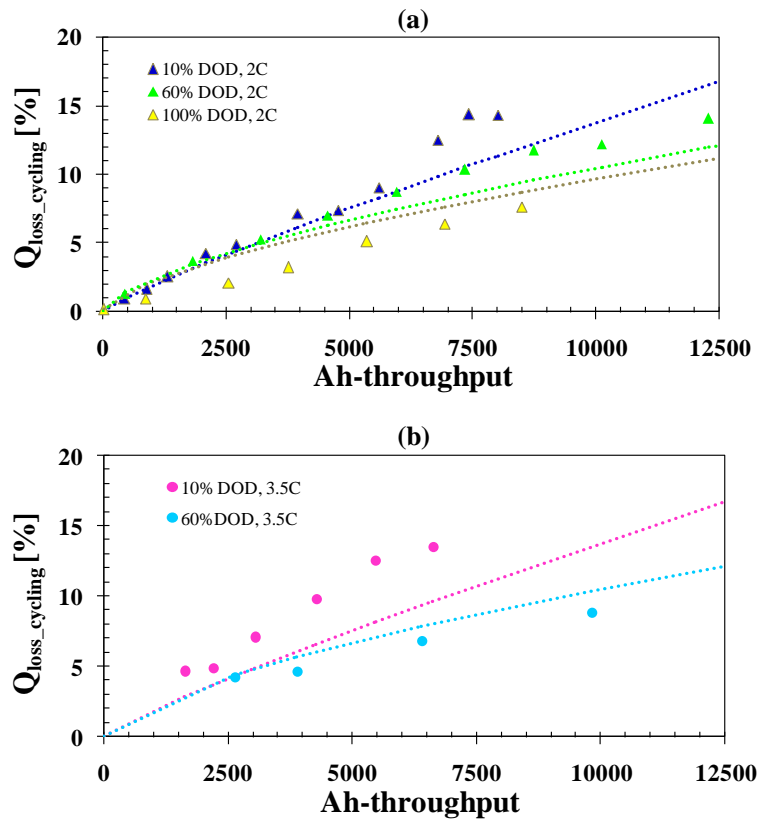 (a)
20
15
10
5
0
Q_loss_cycling [%]
10% DOD, 2C
60% DOD, 2C
100% DOD, 2C
0 2500 5000 7500 10000 12500
Ah-throughput
(b)
20
15
10
5
0
Q_loss_cycling [%]
10% DOD, 3.5C
60%DOD, 3.5C
0 2500 5000 7500 10000 12500
Ah-throughput